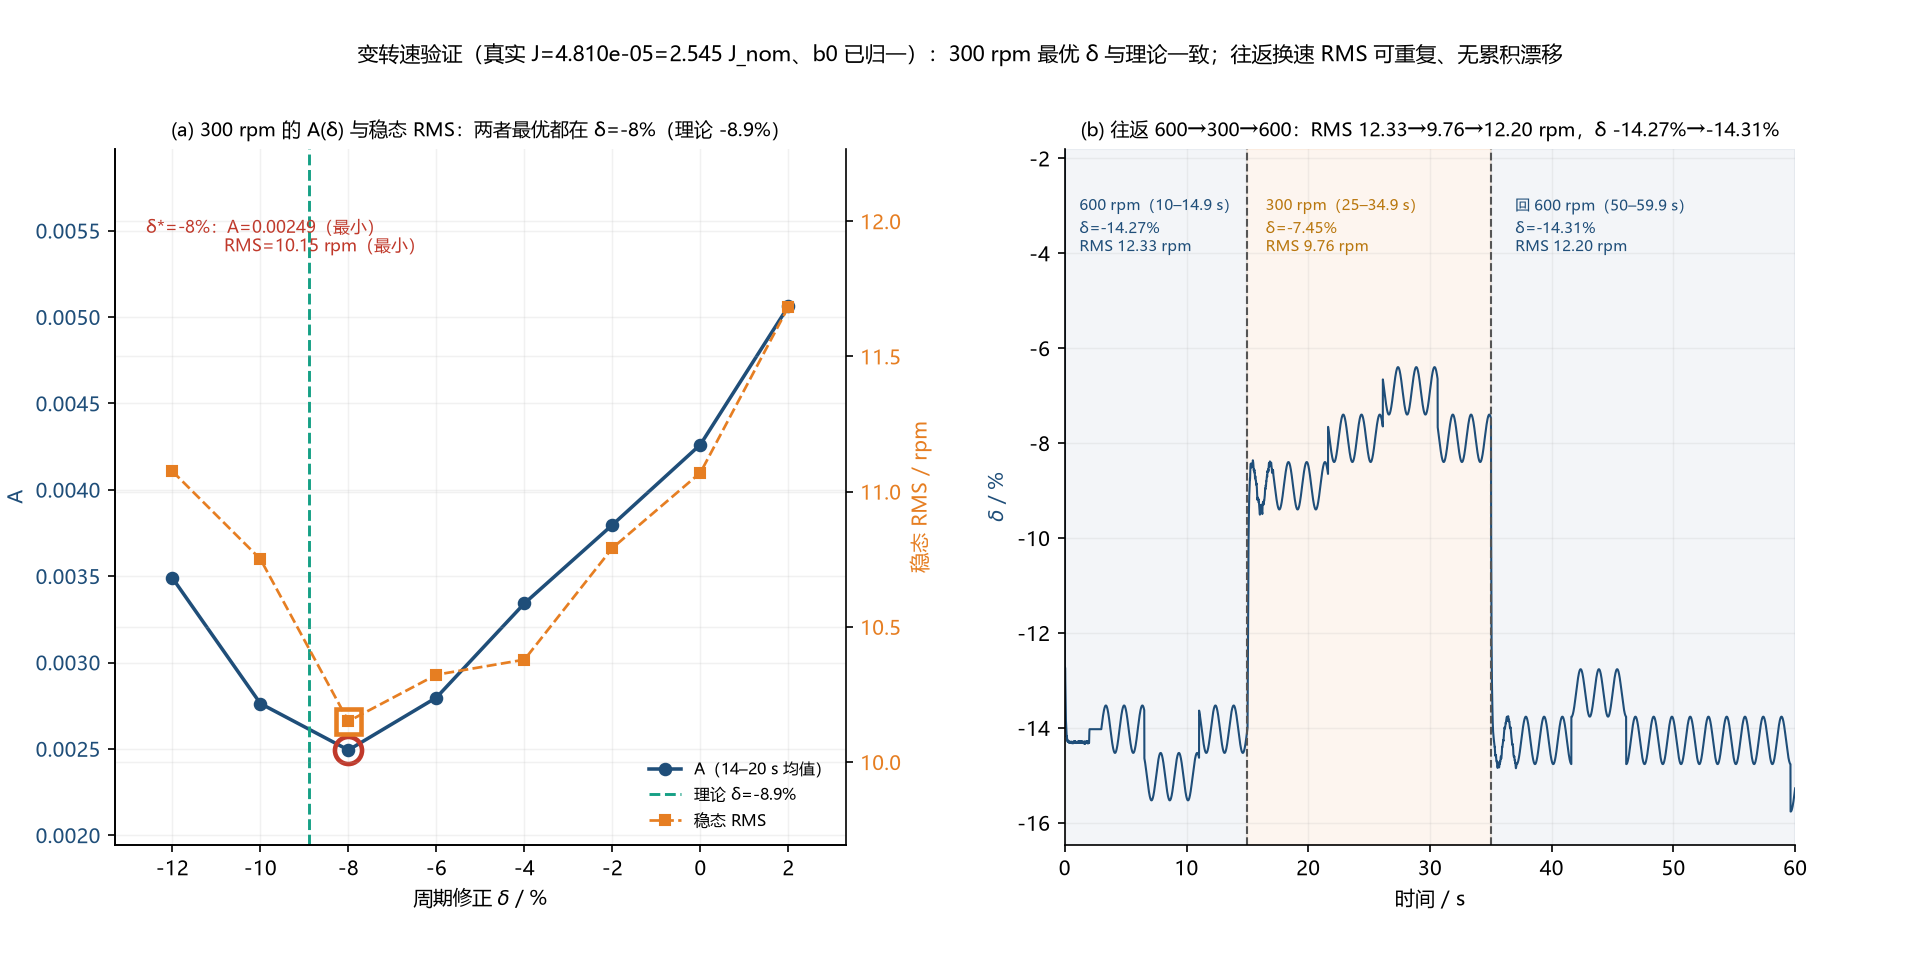 变转速验证（真实 J=4.810e-05=2.545 J_nom、b0 已归一）：300 rpm 最优 δ 与理论一致；往返换速 RMS 可重复、无累积漂移
(a) 300 rpm 的 A(δ) 与稳态 RMS：两者最优都在 δ=-8%（理论 -8.9%）
δ*=-8%：A=0.00249（最小）
RMS=10.15 rpm（最小）
A
0.0055
0.0050
0.0045
0.0040
0.0035
0.0030
0.0025
0.0020
12.0
11.5
11.0
10.5
10.0
稳态 RMS / rpm
A（14–20 s 均值）
理论 δ=-8.9%
稳态 RMS
-12 -10 -8 -6 -4 -2 0 2
周期修正 δ / %
(b) 往返 600→300→600：RMS 12.33→9.76→12.20 rpm，δ -14.27%→-14.31%
600 rpm（10–14.9 s）
δ=-14.27%
RMS 12.33 rpm
300 rpm（25–34.9 s）
δ=-7.45%
RMS 9.76 rpm
回 600 rpm（50–59.9 s）
δ=-14.31%
RMS 12.20 rpm
δ / %
-2
-4
-6
-8
-10
-12
-14
-16
0 10 20 30 40 50 60
时间 / s